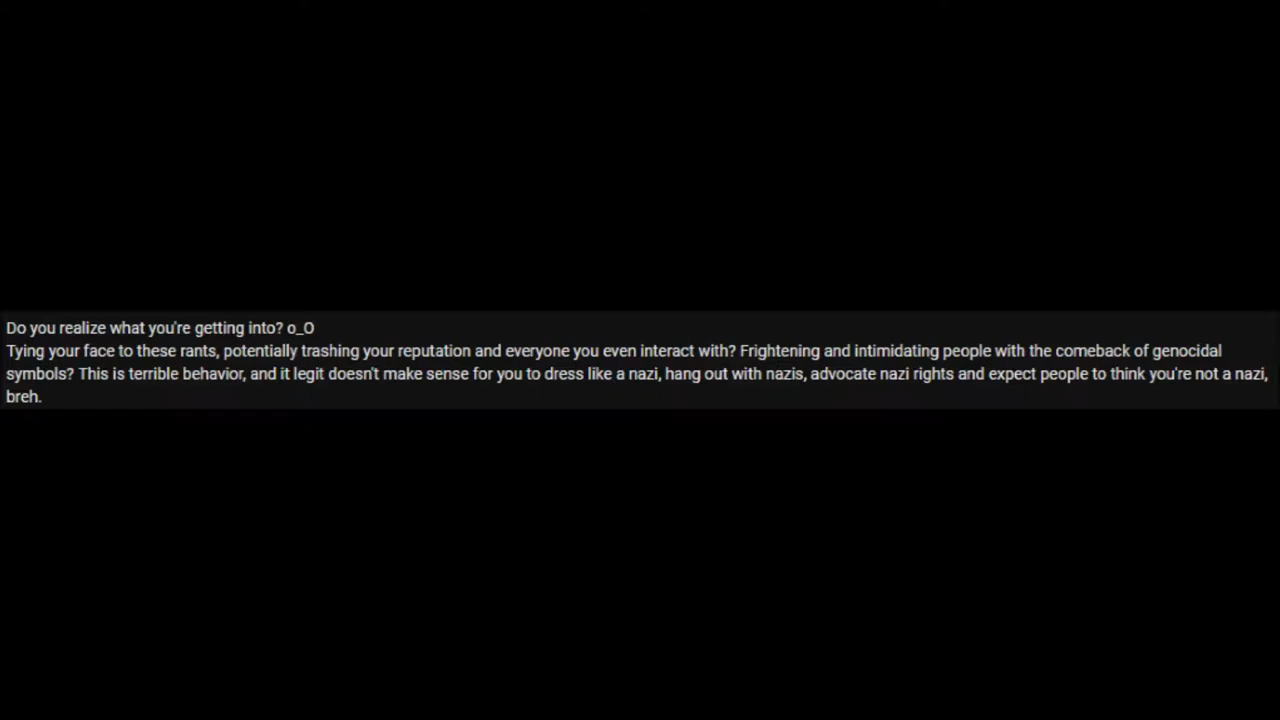 Do you realize what you're getting into? o_O
Tying your face to these rants, potentially trashing your reputation and everyone you even interact with? Frightening and intimidating people with the comeback of genocidal
symbols? This is terrible behavior, and it legit doesn't make sense for you to dress like a nazi, hang out with nazis, advocate nazi rights and expect people to think you're not a nazi,
breh.